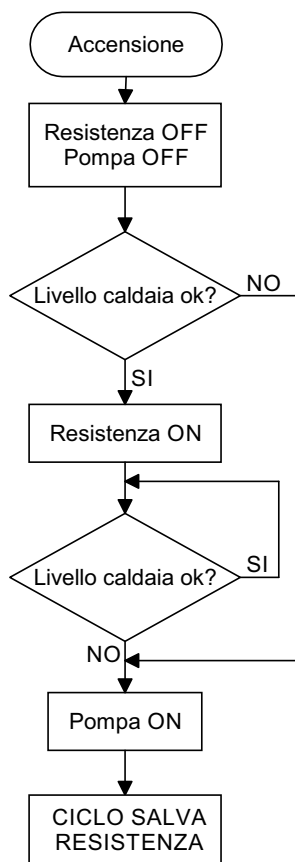 Accensione
Resistenza OFF
Pompa OFF
Livello caldaia ok?
NO
SI
Resistenza ON
Livello caldaia ok?
SI
NO
Pompa ON
CICLO SALVA
RESISTENZA